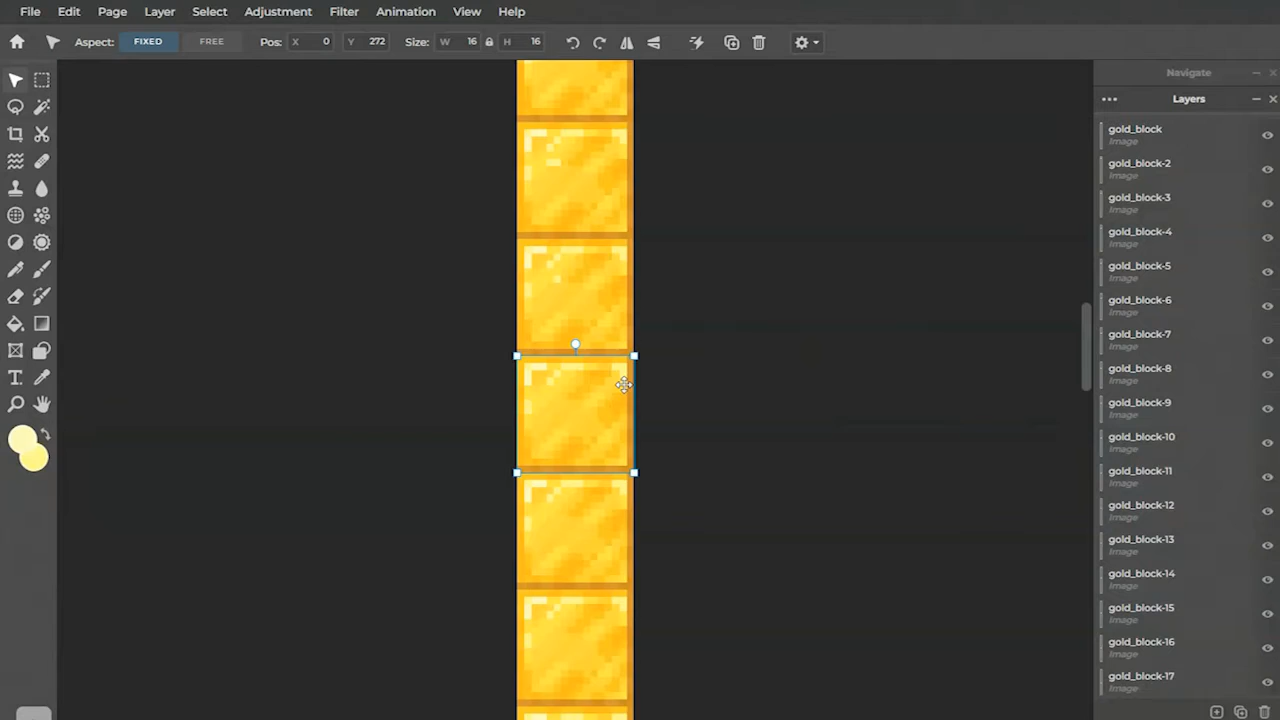 File Edit Page Layer Select Adjustment Filter Animation View Help
Aspect: FIXED FREE Pos: X 0 Y 272 Size: W 16 H 16
Navigate
Layers
gold_block
Image
gold_block-2
Image
gold_block-3
Image
gold_block-4
Image
gold_block-5
Image
gold_block-6
Image
gold_block-7
Image
gold_block-8
Image
gold_block-9
Image
gold_block-10
Image
gold_block-11
Image
gold_block-12
Image
gold_block-13
Image
gold_block-14
Image
gold_block-15
Image
gold_block-16
Image
gold_block-17
Image